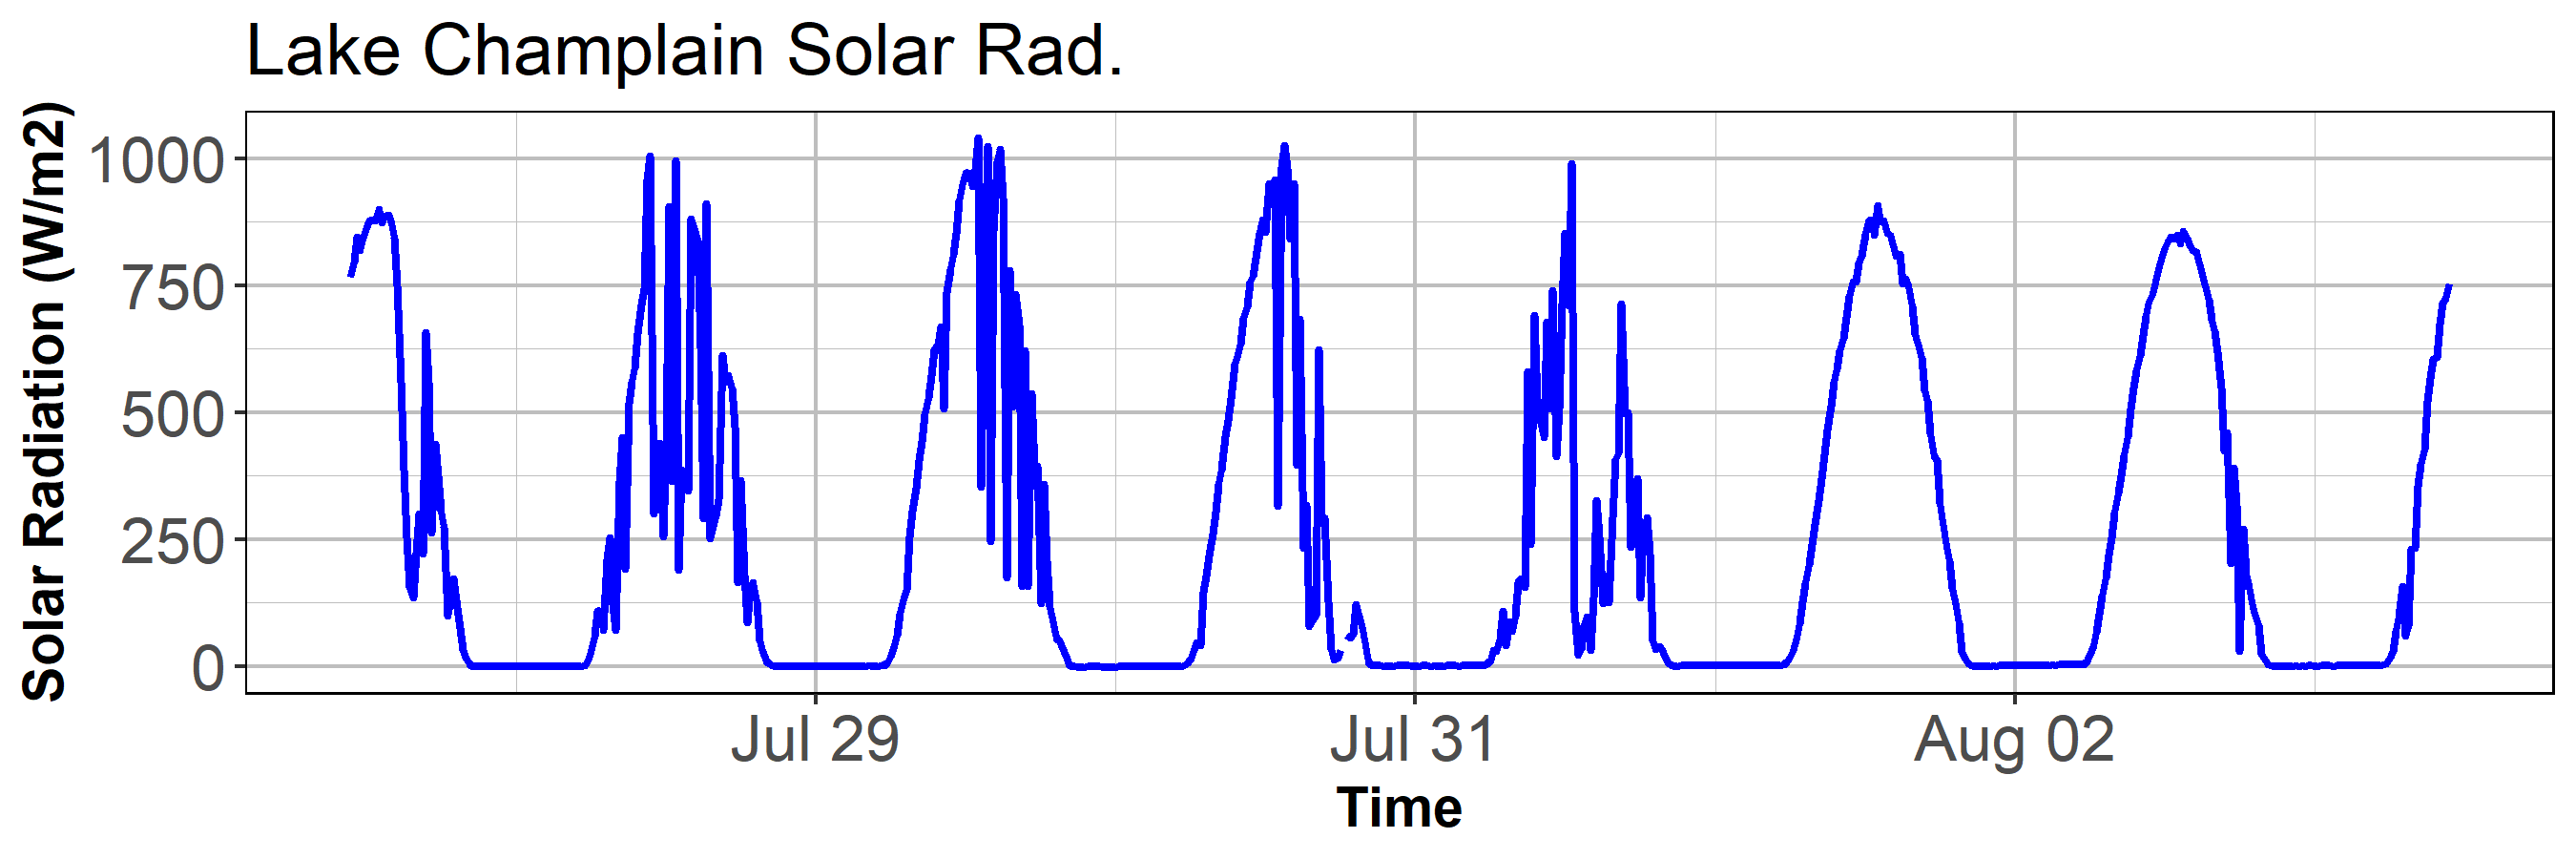 Lake Champlain Solar Rad.
Solar Radiation (W/m2)
1000
750
500
250
0
Jul 29 Jul 31 Aug 02
Time